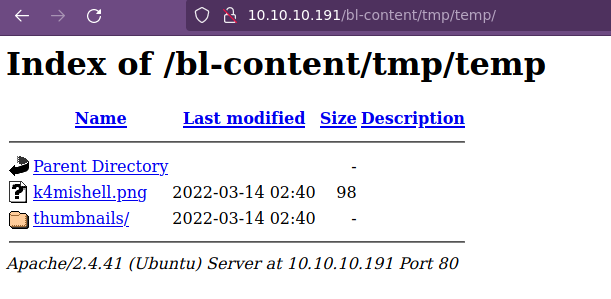 10.10.10.191/bl-content/tmp/temp/
Index of /bl-content/tmp/temp
Name Last modified Size Description
Parent Directory -
k4mishell.png 2022-03-14 02:40 98
thumbnails/ 2022-03-14 02:40 -
Apache/2.4.41 (Ubuntu) Server at 10.10.10.191 Port 80